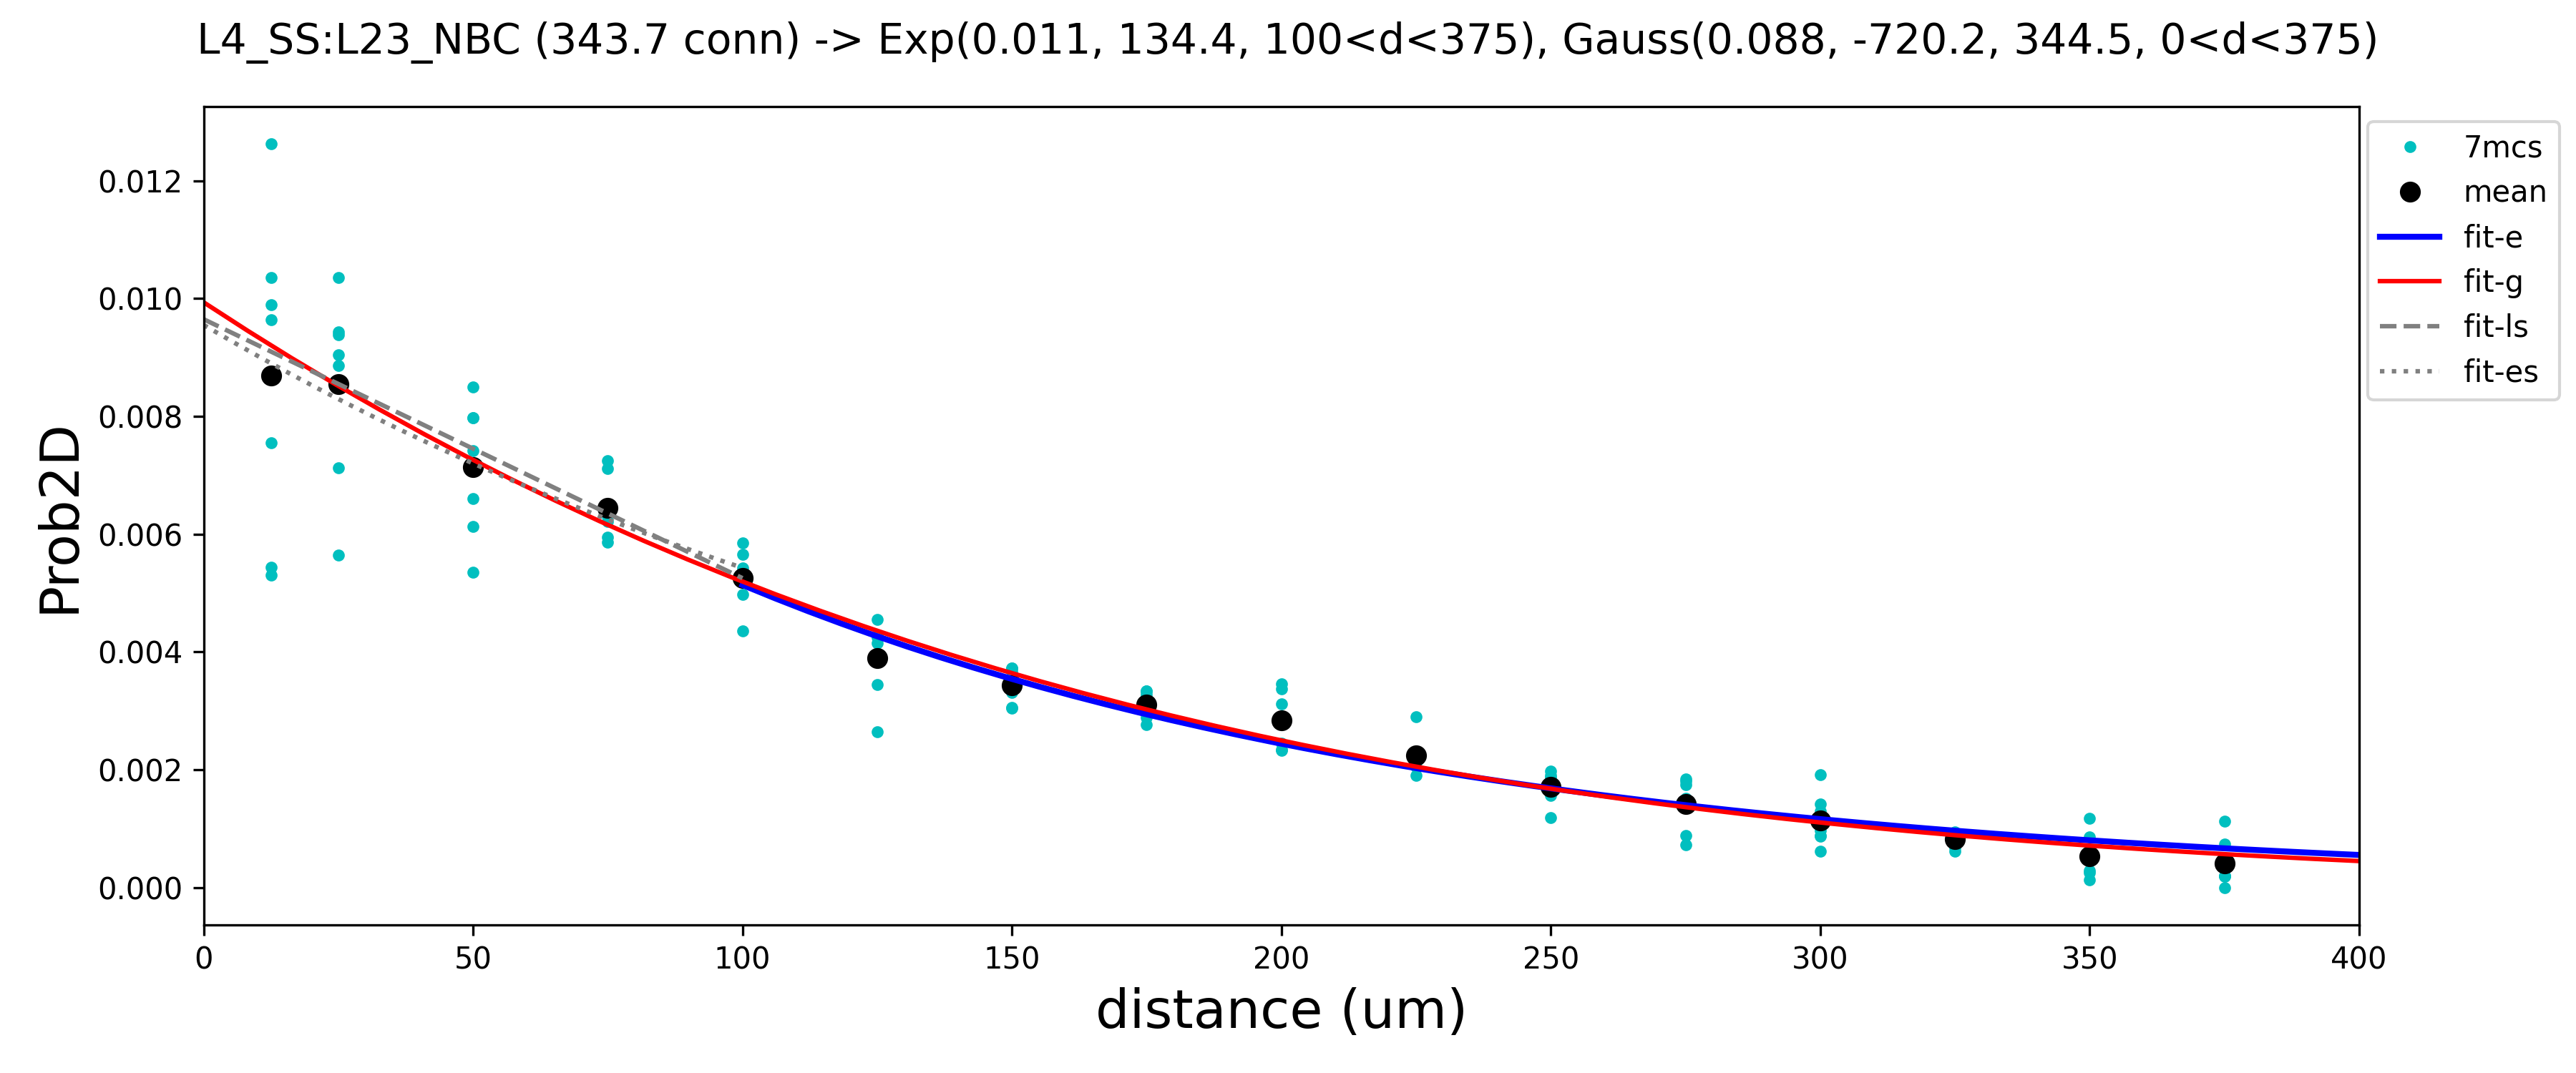 L4_SS:L23_NBC (343.7 conn) -> Exp(0.011, 134.4, 100<d<375), Gauss(0.088, -720.2, 344.5, 0<d<375)
0.012
0.010
0.008
0.006
0.004
0.002
0.000
Prob2D
0 50 100 150 200 250 300 350 400
distance (um)
7mcs
mean
fit-e
fit-g
fit-ls
fit-es